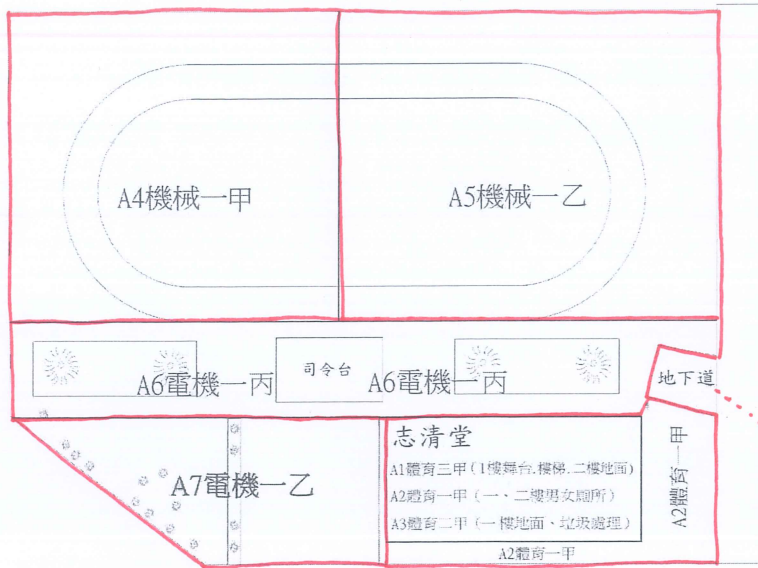 A4機械一甲
A5機械一乙
A6電機一丙
司令台
A6電機一丙
地下道
A7電機一乙
志清堂
A1體育三甲(1樓舞台.樓梯.二樓地面)
A2體育一甲(一、二樓男女廁所)
A3體育二甲(一樓地面、垃圾處理)
A2體育一甲
A2體育一甲